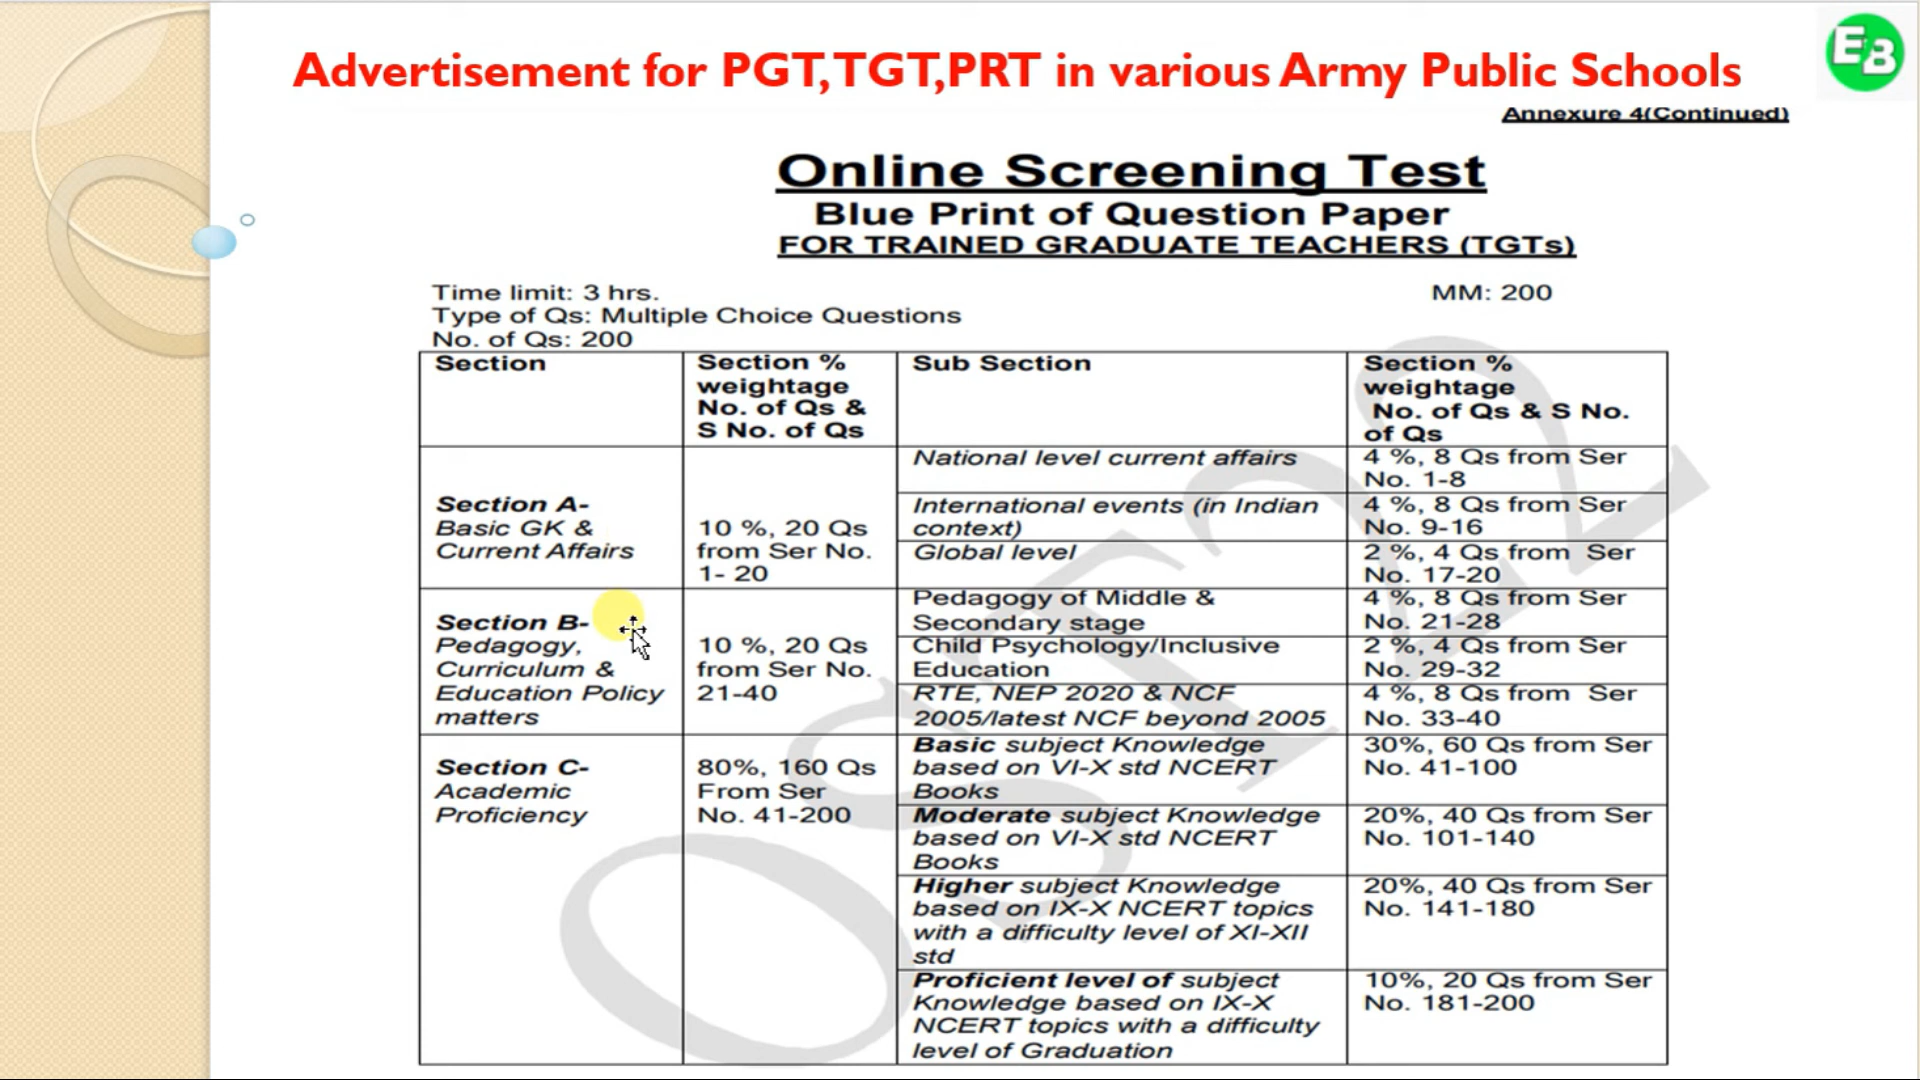 Advertisement for PGT,TGT,PRT in various Army Public Schools
EB
Annexure 4(Continued)
Online Screening Test
Blue Print of Question Paper
FOR TRAINED GRADUATE TEACHERS (TGTs)
Time limit: 3 hrs.
MM: 200
Type of Qs: Multiple Choice Questions
No. of Qs: 200
Section
Section %
weightage
No. of Qs &
S No. of Qs
Sub Section
Section %
weightage
No. of Qs & S No.
of Qs
Section A-
Basic GK &
Current Affairs
10 %, 20 Qs
from Ser No.
1- 20
National level current affairs
4 %, 8 Qs from Ser
No. 1-8
International events (in Indian
context)
4 %, 8 Qs from Ser
No. 9-16
Global level
2 %, 4 Qs from Ser
No. 17-20
Section B-
Pedagogy,
Curriculum &
Education Policy
matters
10 %, 20 Qs
from Ser No.
21-40
Pedagogy of Middle &
Secondary stage
4 %, 8 Qs from Ser
No. 21-28
Child Psychology/Inclusive
Education
2 %, 4 Qs from Ser
No. 29-32
RTE, NEP 2020 & NCF
2005/latest NCF beyond 2005
4 %, 8 Qs from Ser
No. 33-40
Section C-
Academic
Proficiency
80%, 160 Qs
From Ser
No. 41-200
Basic subject Knowledge
based on VI-X std NCERT
Books
30%, 60 Qs from Ser
No. 41-100
Moderate subject Knowledge
based on VI-X std NCERT
Books
20%, 40 Qs from Ser
No. 101-140
Higher subject Knowledge
based on IX-X NCERT topics
with a difficulty level of XI-XII
std
20%, 40 Qs from Ser
No. 141-180
Proficient level of subject
Knowledge based on IX-X
NCERT topics with a difficulty
level of Graduation
10%, 20 Qs from Ser
No. 181-200
OST22